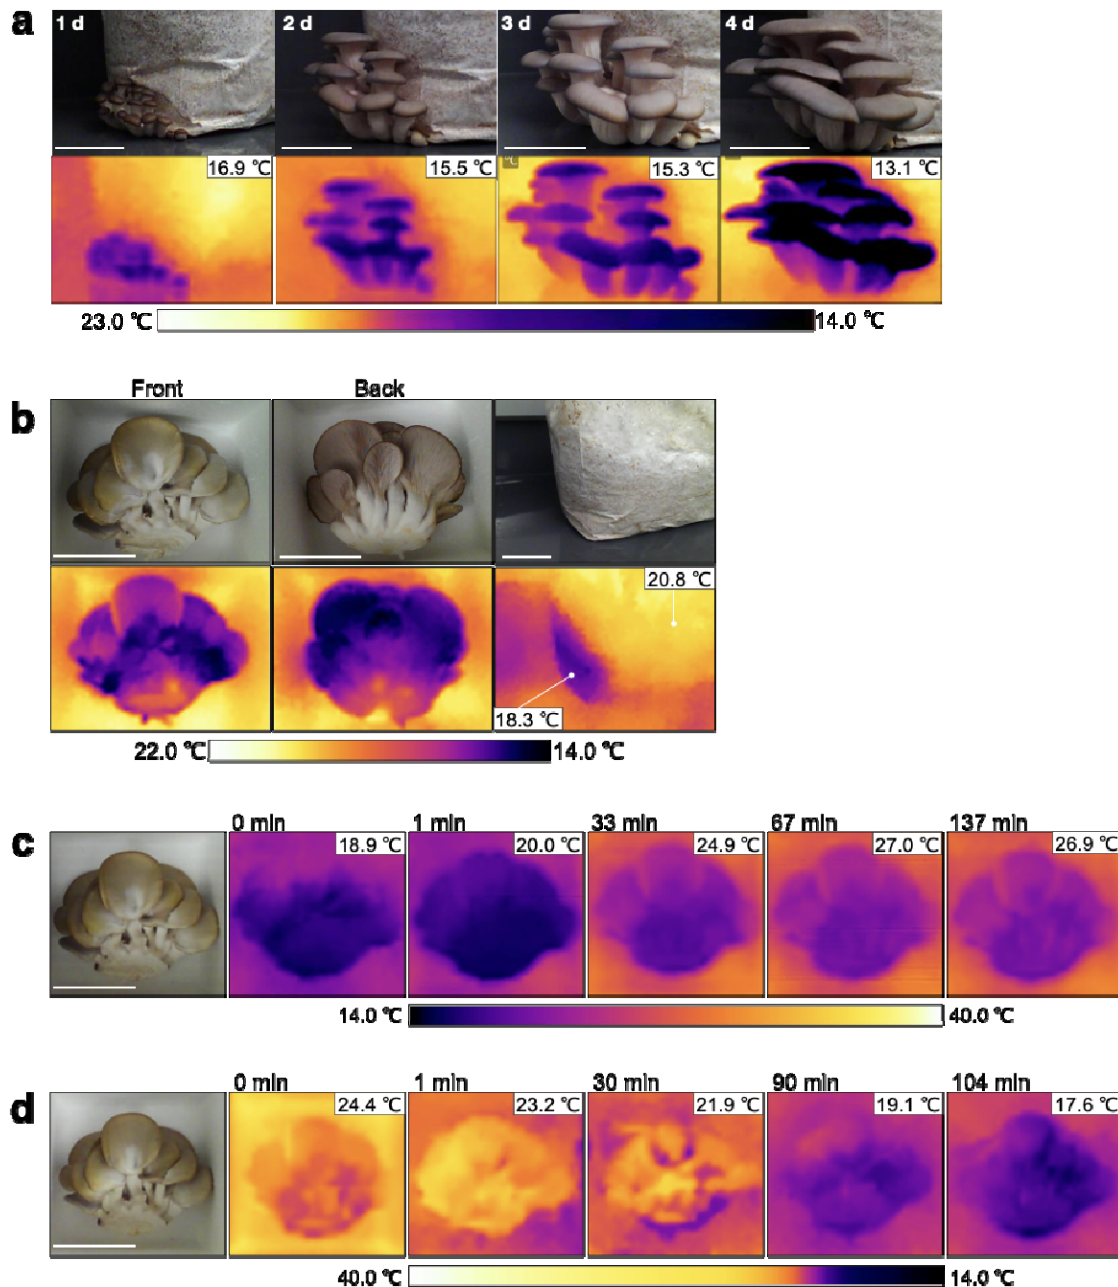 a
1 d 2 d 3 d 4 d
16.9 ℃ 15.5 ℃ ℃ 15.3 ℃ 13.1 ℃
23.0 ℃ 14.0 ℃
b
Front Back
20.8 ℃
18.3 ℃
22.0 ℃ 14.0 ℃
c
0 min 1 min 33 min 67 min 137 min
18.9 ℃ 20.0 ℃ 24.9 ℃ 27.0 ℃ 26.9 ℃
14.0 ℃ 40.0 ℃
d
0 min 1 min 30 min 90 min 104 min
24.4 ℃ 23.2 ℃ 21.9 ℃ 19.1 ℃ 17.6 ℃
40.0 ℃ 14.0 ℃